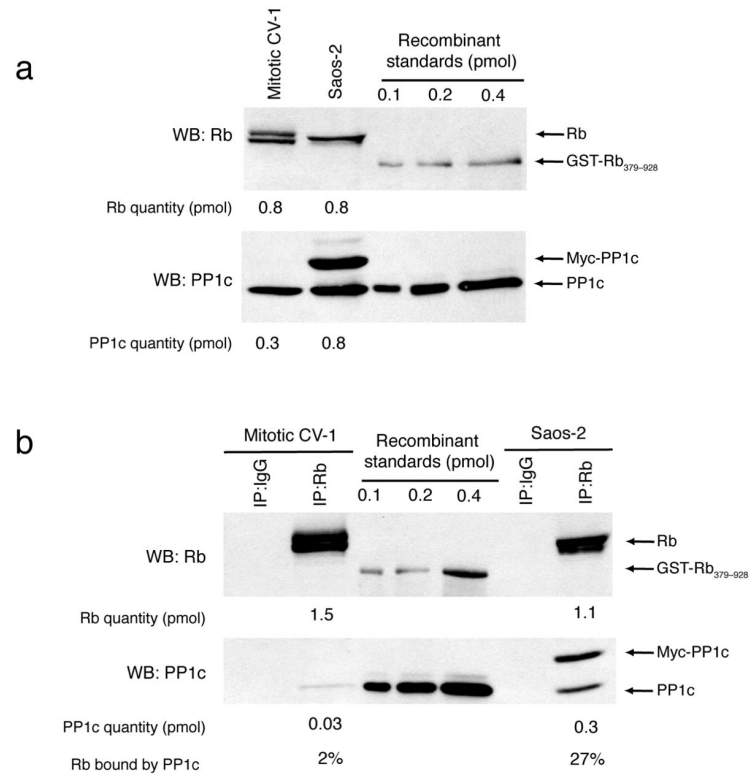 a
Mitotic CV-1
Saos-2
Recombinant
standards (pmol)
0.1 0.2 0.4
WB: Rb
Rb
GST-Rb379–928
Rb quantity (pmol) 0.8 0.8
WB: PP1c
Myc-PP1c
PP1c
PP1c quantity (pmol) 0.3 0.8
b
Mitotic CV-1
Recombinant
standards (pmol)
Saos-2
IP:IgG
IP:Rb
0.1 0.2 0.4
IP:IgG
IP:Rb
WB: Rb
Rb
GST-Rb379–928
Rb quantity (pmol) 1.5 1.1
WB: PP1c
Myc-PP1c
PP1c
PP1c quantity (pmol) 0.03 0.3
Rb bound by PP1c 2% 27%